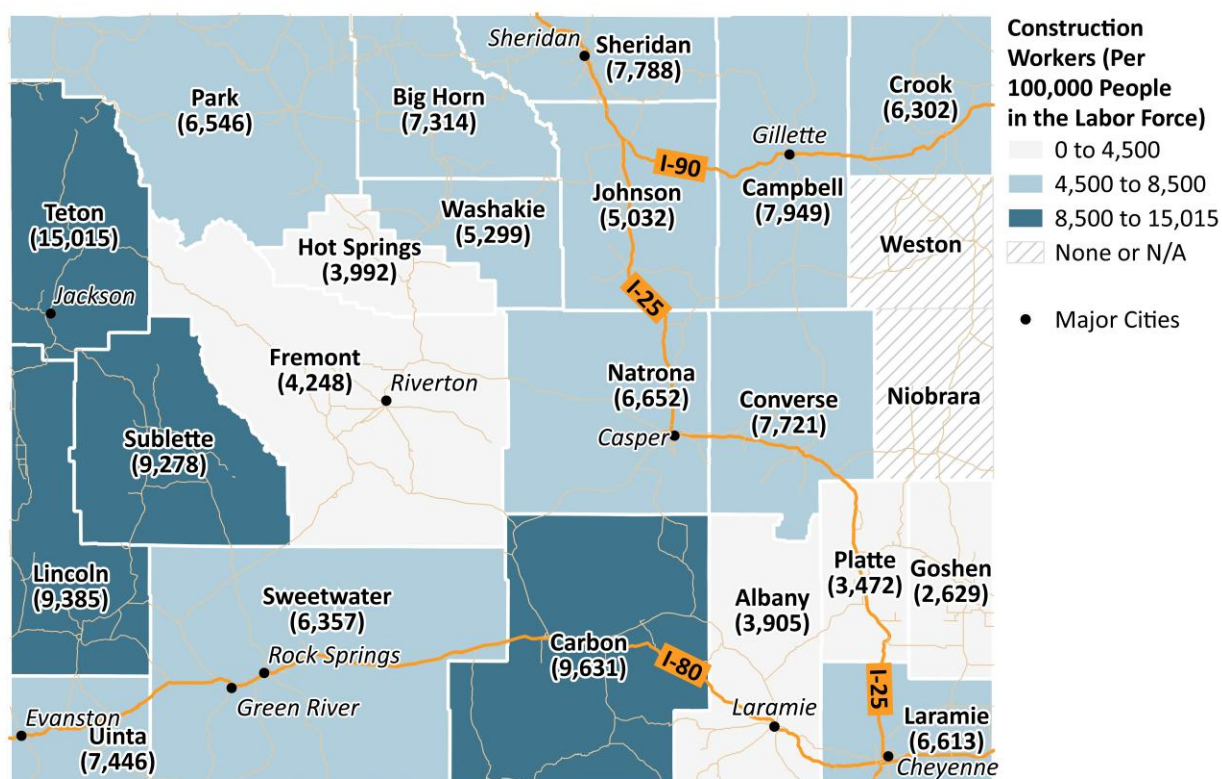 Sheridan
Sheridan
(7,788)
Park
(6,546)
Big Horn
(7,314)
Crook
(6,302)
Gillette
I-90
Teton
(15,015)
Jackson
Hot Springs
(3,992)
Washakie
(5,299)
Johnson
(5,032)
Campbell
(7,949)
Weston
I-25
Fremont
(4,248)
Riverton
Natrona
(6,652)
Casper
Converse
(7,721)
Niobrara
Sublette
(9,278)
Lincoln
(9,385)
Sweetwater
(6,357)
Rock Springs
Green River
Carbon
(9,631)
I-80
Albany
(3,905)
Platte
(3,472)
Goshen
(2,629)
Evanston
Uinta
(7,446)
Laramie
I-25
Laramie
(6,613)
Cheyenne
Construction
Workers (Per
100,000 People
in the Labor Force)
0 to 4,500
4,500 to 8,500
8,500 to 15,015
None or N/A
Major Cities